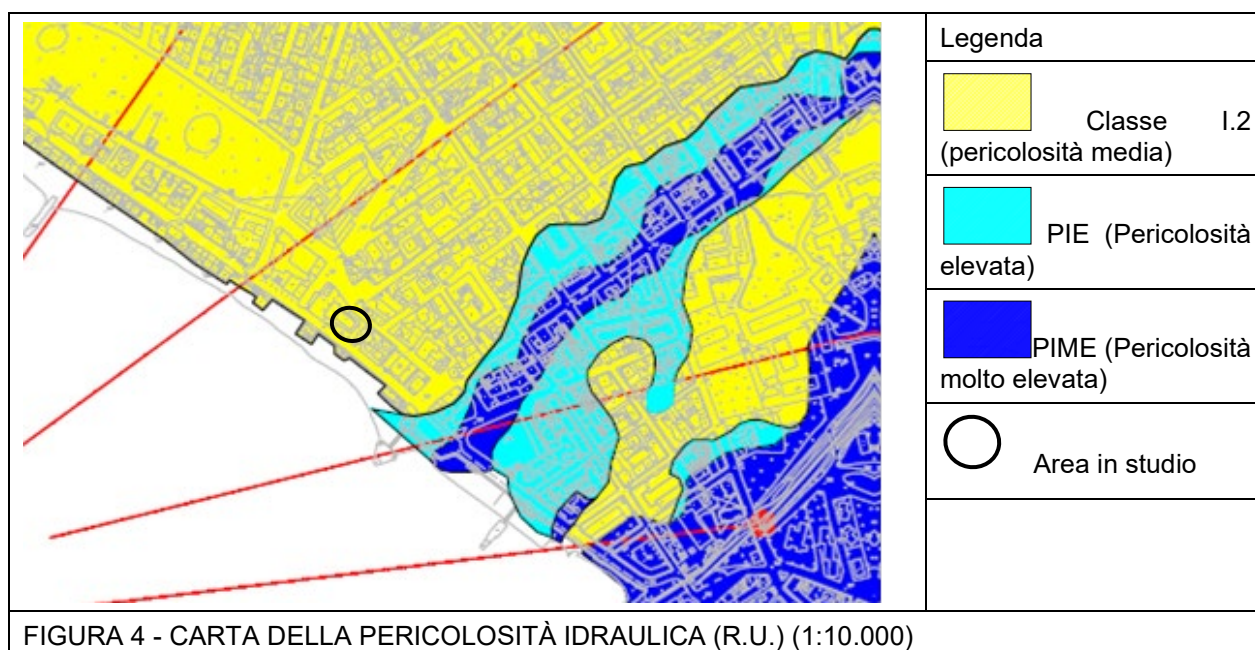 Legenda
Classe I.2
(pericolosità media)
PIE (Pericolosità
elevata)
PIME (Pericolosità
molto elevata)
Area in studio
FIGURA 4 - CARTA DELLA PERICOLOSITÀ IDRAULICA (R.U.) (1:10.000)